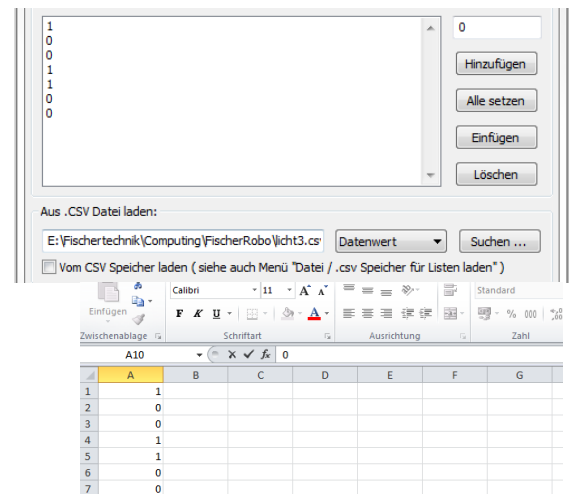 1
0
0
1
1
0
0
0
Hinzufügen
Alle setzen
Einfügen
Löschen
Aus .CSV Datei laden:
E:\Fischertechnik\Computing\FischerRobo\licht3.cs Datenwert Suchen ...
Vom CSV Speicher laden ( siehe auch Menü "Datei / .csv Speicher für Listen laden" )
Einfügen Calibri 11 A A Standard
F K U A % 000
Zwischenablage Schriftart Ausrichtung Zahl
A10 fx 0
A B C D E F G
1 1
2 0
3 0
4 1
5 1
6 0
7 0